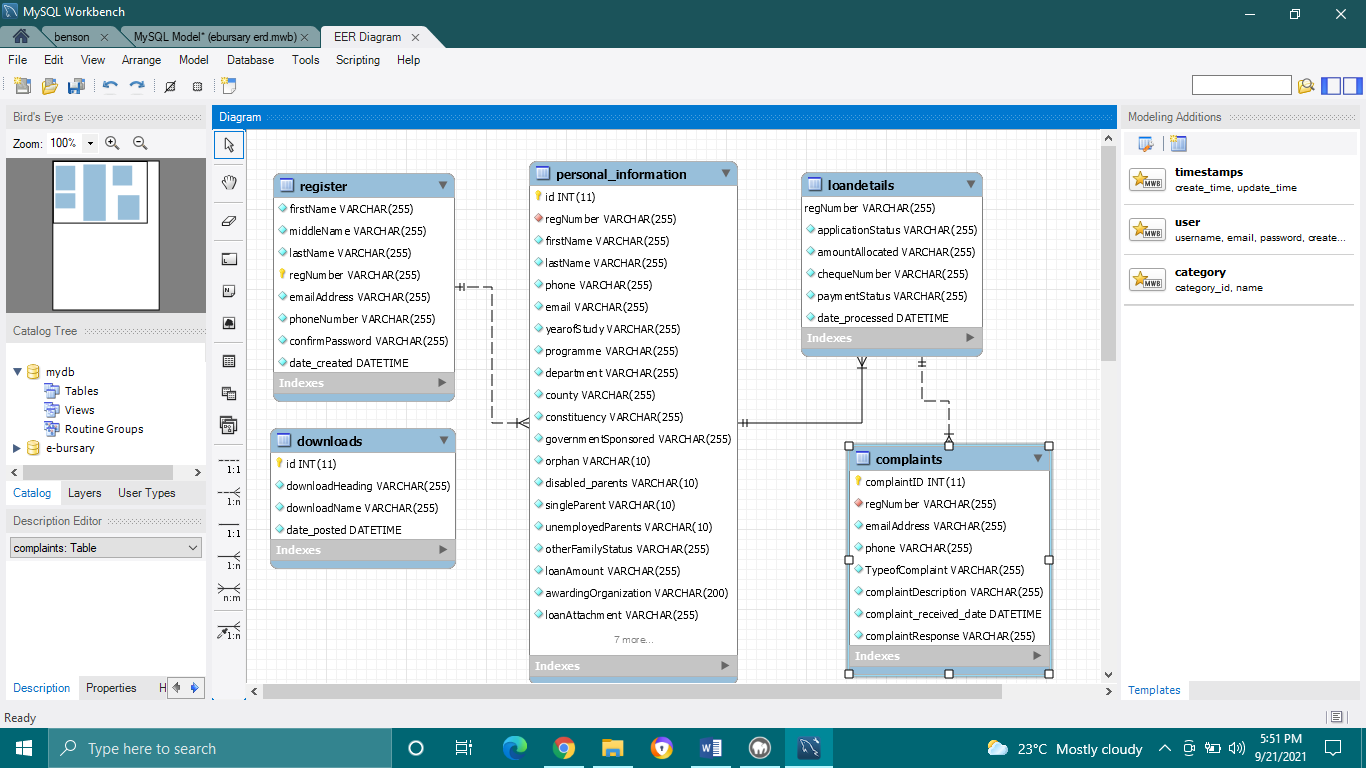 MySQL Workbench
benson
MySQL Model* (ebursary erd.mwb)
EER Diagram
File Edit View Arrange Model Database Tools Scripting Help
Bird's Eye
Zoom: 100%
Catalog Tree
mydb
Tables
Views
Routine Groups
e-bursary
Catalog Layers User Types
Description Editor
complaints: Table
Description Properties H
Diagram
1:1
1:n
1:1
1:n
n:m
1:n
register
firstName VARCHAR(255)
middleName VARCHAR(255)
lastName VARCHAR(255)
regNumber VARCHAR(255)
emailAddress VARCHAR(255)
phoneNumber VARCHAR(255)
confirmPassword VARCHAR(255)
date_created DATETIME
Indexes
downloads
id INT(11)
downloadHeading VARCHAR(255)
downloadName VARCHAR(255)
date_posted DATETIME
Indexes
personal_information
id INT(11)
regNumber VARCHAR(255)
firstName VARCHAR(255)
lastName VARCHAR(255)
phone VARCHAR(255)
email VARCHAR(255)
yearofStudy VARCHAR(255)
programme VARCHAR(255)
department VARCHAR(255)
county VARCHAR(255)
constituency VARCHAR(255)
governmentSponsored VARCHAR(255)
orphan VARCHAR(10)
disabled_parents VARCHAR(10)
singleParent VARCHAR(10)
unemployedParents VARCHAR(10)
otherFamilyStatus VARCHAR(255)
loanAmount VARCHAR(255)
awardingOrganization VARCHAR(200)
loanAttachment VARCHAR(255)
7 more...
Indexes
loandetails
regNumber VARCHAR(255)
applicationStatus VARCHAR(255)
amountAllocated VARCHAR(255)
chequeNumber VARCHAR(255)
paymentStatus VARCHAR(255)
date_processed DATETIME
Indexes
complaints
complaintID INT(11)
regNumber VARCHAR(255)
emailAddress VARCHAR(255)
phone VARCHAR(255)
TypeofComplaint VARCHAR(255)
complaintDescription VARCHAR(255)
complaint_received_date DATETIME
complaintResponse VARCHAR(255)
Indexes
Modeling Additions
MWB
timestamps
create_time, update_time
MWB
user
username, email, password, create...
MWB
category
category_id, name
Templates
Ready
Type here to search
23°C Mostly cloudy
5:51 PM
9/21/2021